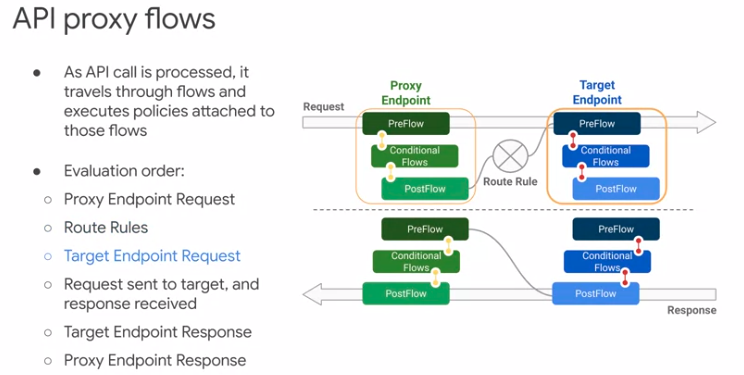 API proxy flows
● As API call is processed, it
travels through flows and
executes policies attached to
those flows
● Evaluation order:
○ Proxy Endpoint Request
○ Route Rules
○ Target Endpoint Request
○ Request sent to target, and
response received
○ Target Endpoint Response
○ Proxy Endpoint Response
Proxy
Endpoint
Target
Endpoint
Request
PreFlow
PreFlow
Conditional
Flows
Conditional
Flows
PostFlow
Route Rule
PostFlow
PreFlow
PreFlow
Conditional
Flows
Conditional
Flows
PostFlow
PostFlow
Response